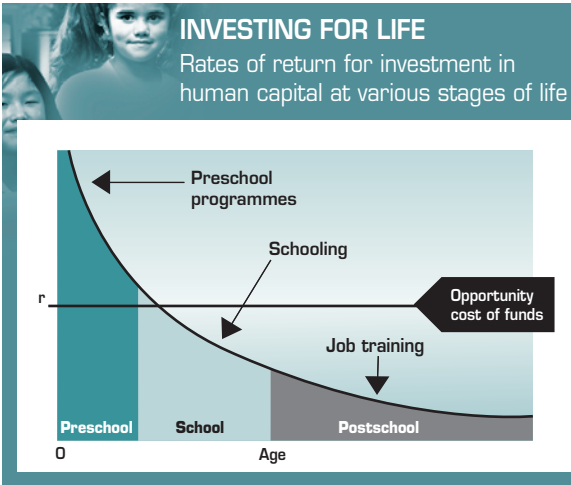 INVESTING FOR LIFE
Rates of return for investment in
human capital at various stages of life
Preschool
programmes
Schooling
r
Opportunity
cost of funds
Job training
Preschool
School
Postschool
0
Age